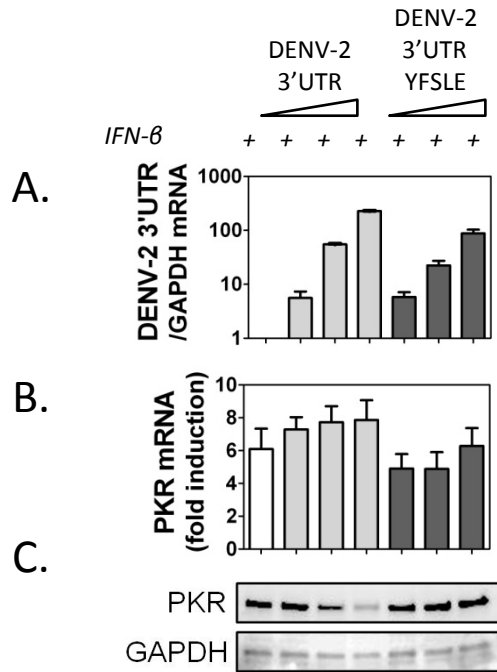 DENV-2
3'UTR
DENV-2
3'UTR
YFSLE
IFN-β + + + + + + +
A.
DENV-2 3'UTR
/GAPDH mRNA
1000
100
10
1
B.
PKR mRNA
(fold induction)
10
8
6
4
2
0
C.
PKR
GAPDH